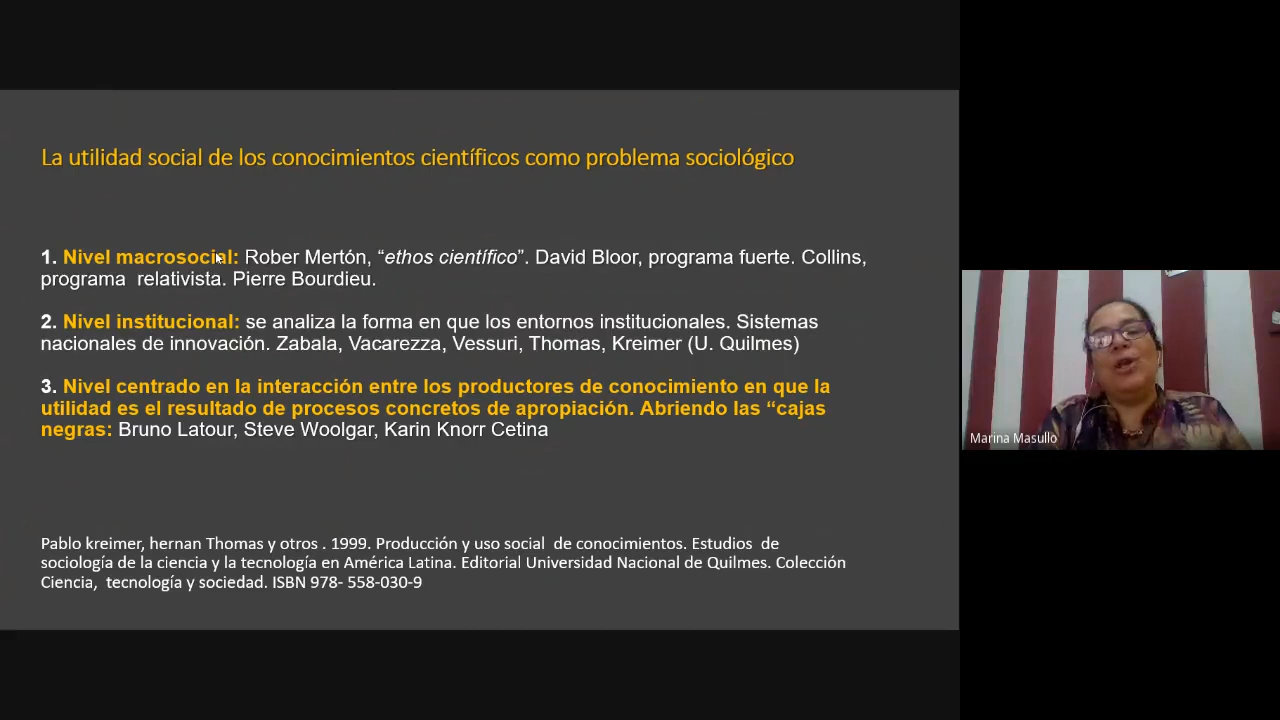 La utilidad social de los conocimientos científicos como problema sociológico
1. Nivel macrosocial: Rober Mertón, “ethos científico”. David Bloor, programa fuerte. Collins,
programa relativista. Pierre Bourdieu.
2. Nivel institucional: se analiza la forma en que los entornos institucionales. Sistemas
nacionales de innovación. Zabala, Vacarezza, Vessuri, Thomas, Kreimer (U. Quilmes)
3. Nivel centrado en la interacción entre los productores de conocimiento en que la
utilidad es el resultado de procesos concretos de apropiación. Abriendo las “cajas
negras: Bruno Latour, Steve Woolgar, Karin Knorr Cetina
Pablo kreimer, hernan Thomas y otros . 1999. Producción y uso social de conocimientos. Estudios de
sociología de la ciencia y la tecnología en América Latina. Editorial Universidad Nacional de Quilmes. Colección
Ciencia, tecnología y sociedad. ISBN 978- 558-030-9
Marina Masullo